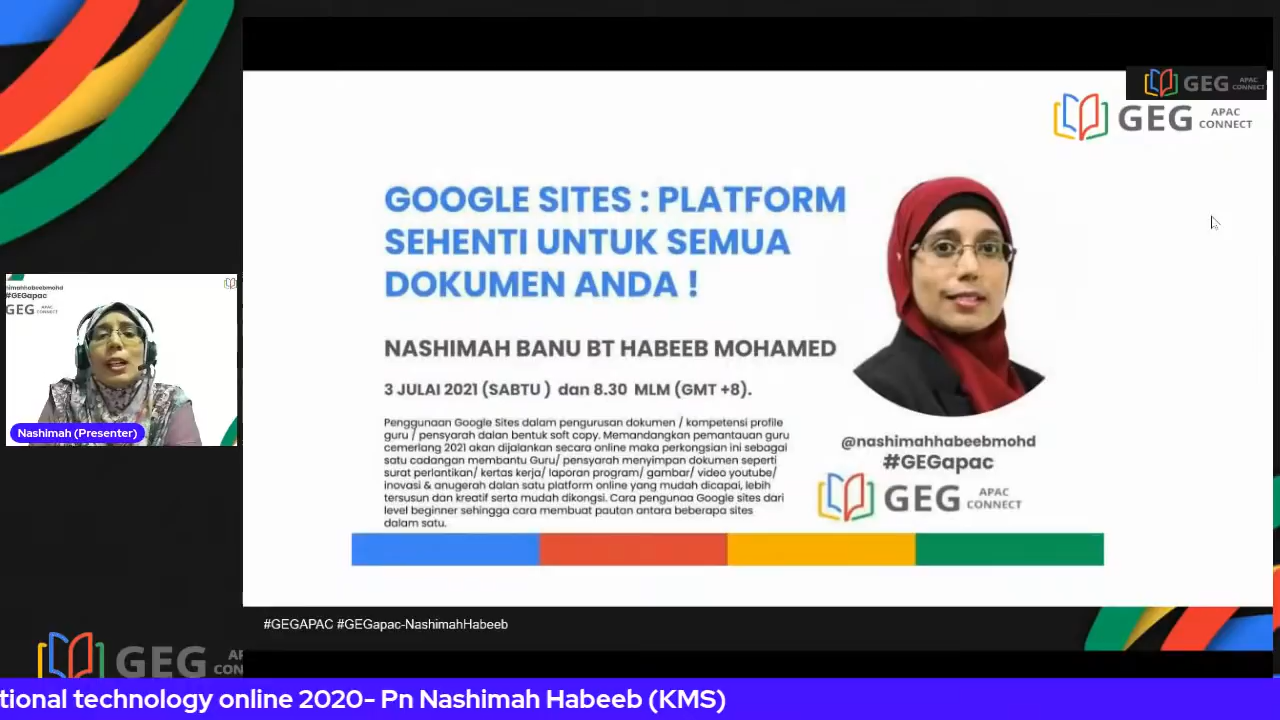 GEG APAC CONNECT
GEG APAC CONNECT
GOOGLE SITES : PLATFORM
SEHENTI UNTUK SEMUA
DOKUMEN ANDA !
NASHIMAH BANU BT HABEEB MOHAMED
3 JULAI 2021 (SABTU ) dan 8.30 MLM (GMT +8).
Penggunaan Google Sites dalam pengurusan dokumen / kompetensi profile
guru / pensyarah dalan bentuk soft copy. Memandangkan pemantauan guru
cemerlang 2021 akan dijalankan secara online maka perkongsian ini sebagai
satu cadangan membantu Guru/ pensyarah menyimpan dokumen seperti
surat perlantikan/ kertas kerja/ laporan program/ gambar/ video youtube/
inovasi & anugerah dalan satu platform online yang mudah dicapai, lebih
tersusun dan kreatif serta mudah dikongsi. Cara pengunaa Google sites dari
level beginner sehingga cara membuat pautan antara beberapa sites
dalam satu.
@nashimahhabeebmohd
#GEGapac
GEG APAC CONNECT
himahhabeebmohd
#GEGapac
GEG APAC CONNECT
Nashimah (Presenter)
#GEGAPAC #GEGapac-NashimahHabeeb
GEG AP
CON
tional technology online 2020- Pn Nashimah Habeeb (KMS)